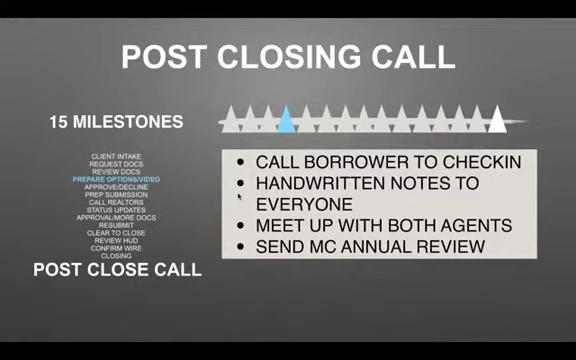 POST CLOSING CALL
15 MILESTONES
CLIENT INTAKE
REQUEST DOCS
REVIEW DOCS
PREPARE OPTIONS/VIDEO
APPROVE/DECLINE
PREP SUBMISSION
CALL REALTORS
STATUS UPDATES
APPROVAL/MORE DOCS
RESUBMIT
CLEAR TO CLOSE
REVIEW HUD
CONFIRM WIRE
CLOSING
POST CLOSE CALL
• CALL BORROWER TO CHECKIN
• HANDWRITTEN NOTES TO
EVERYONE
• MEET UP WITH BOTH AGENTS
• SEND MC ANNUAL REVIEW